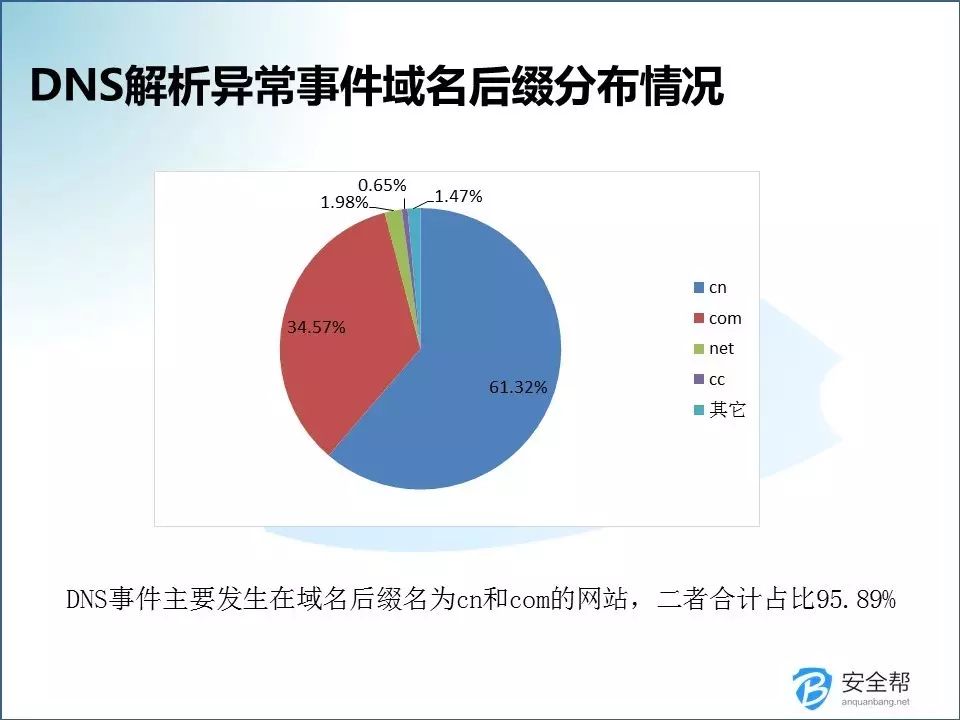 DNS解析异常事件域名后缀分布情况
0.65%
1.98%
1.47%
34.57%
61.32%
cn
com
net
cc
其它
DNS事件主要发生在域名后缀名为cn和com的网站，二者合计占比95.89%
安全帮
anquanbang.net